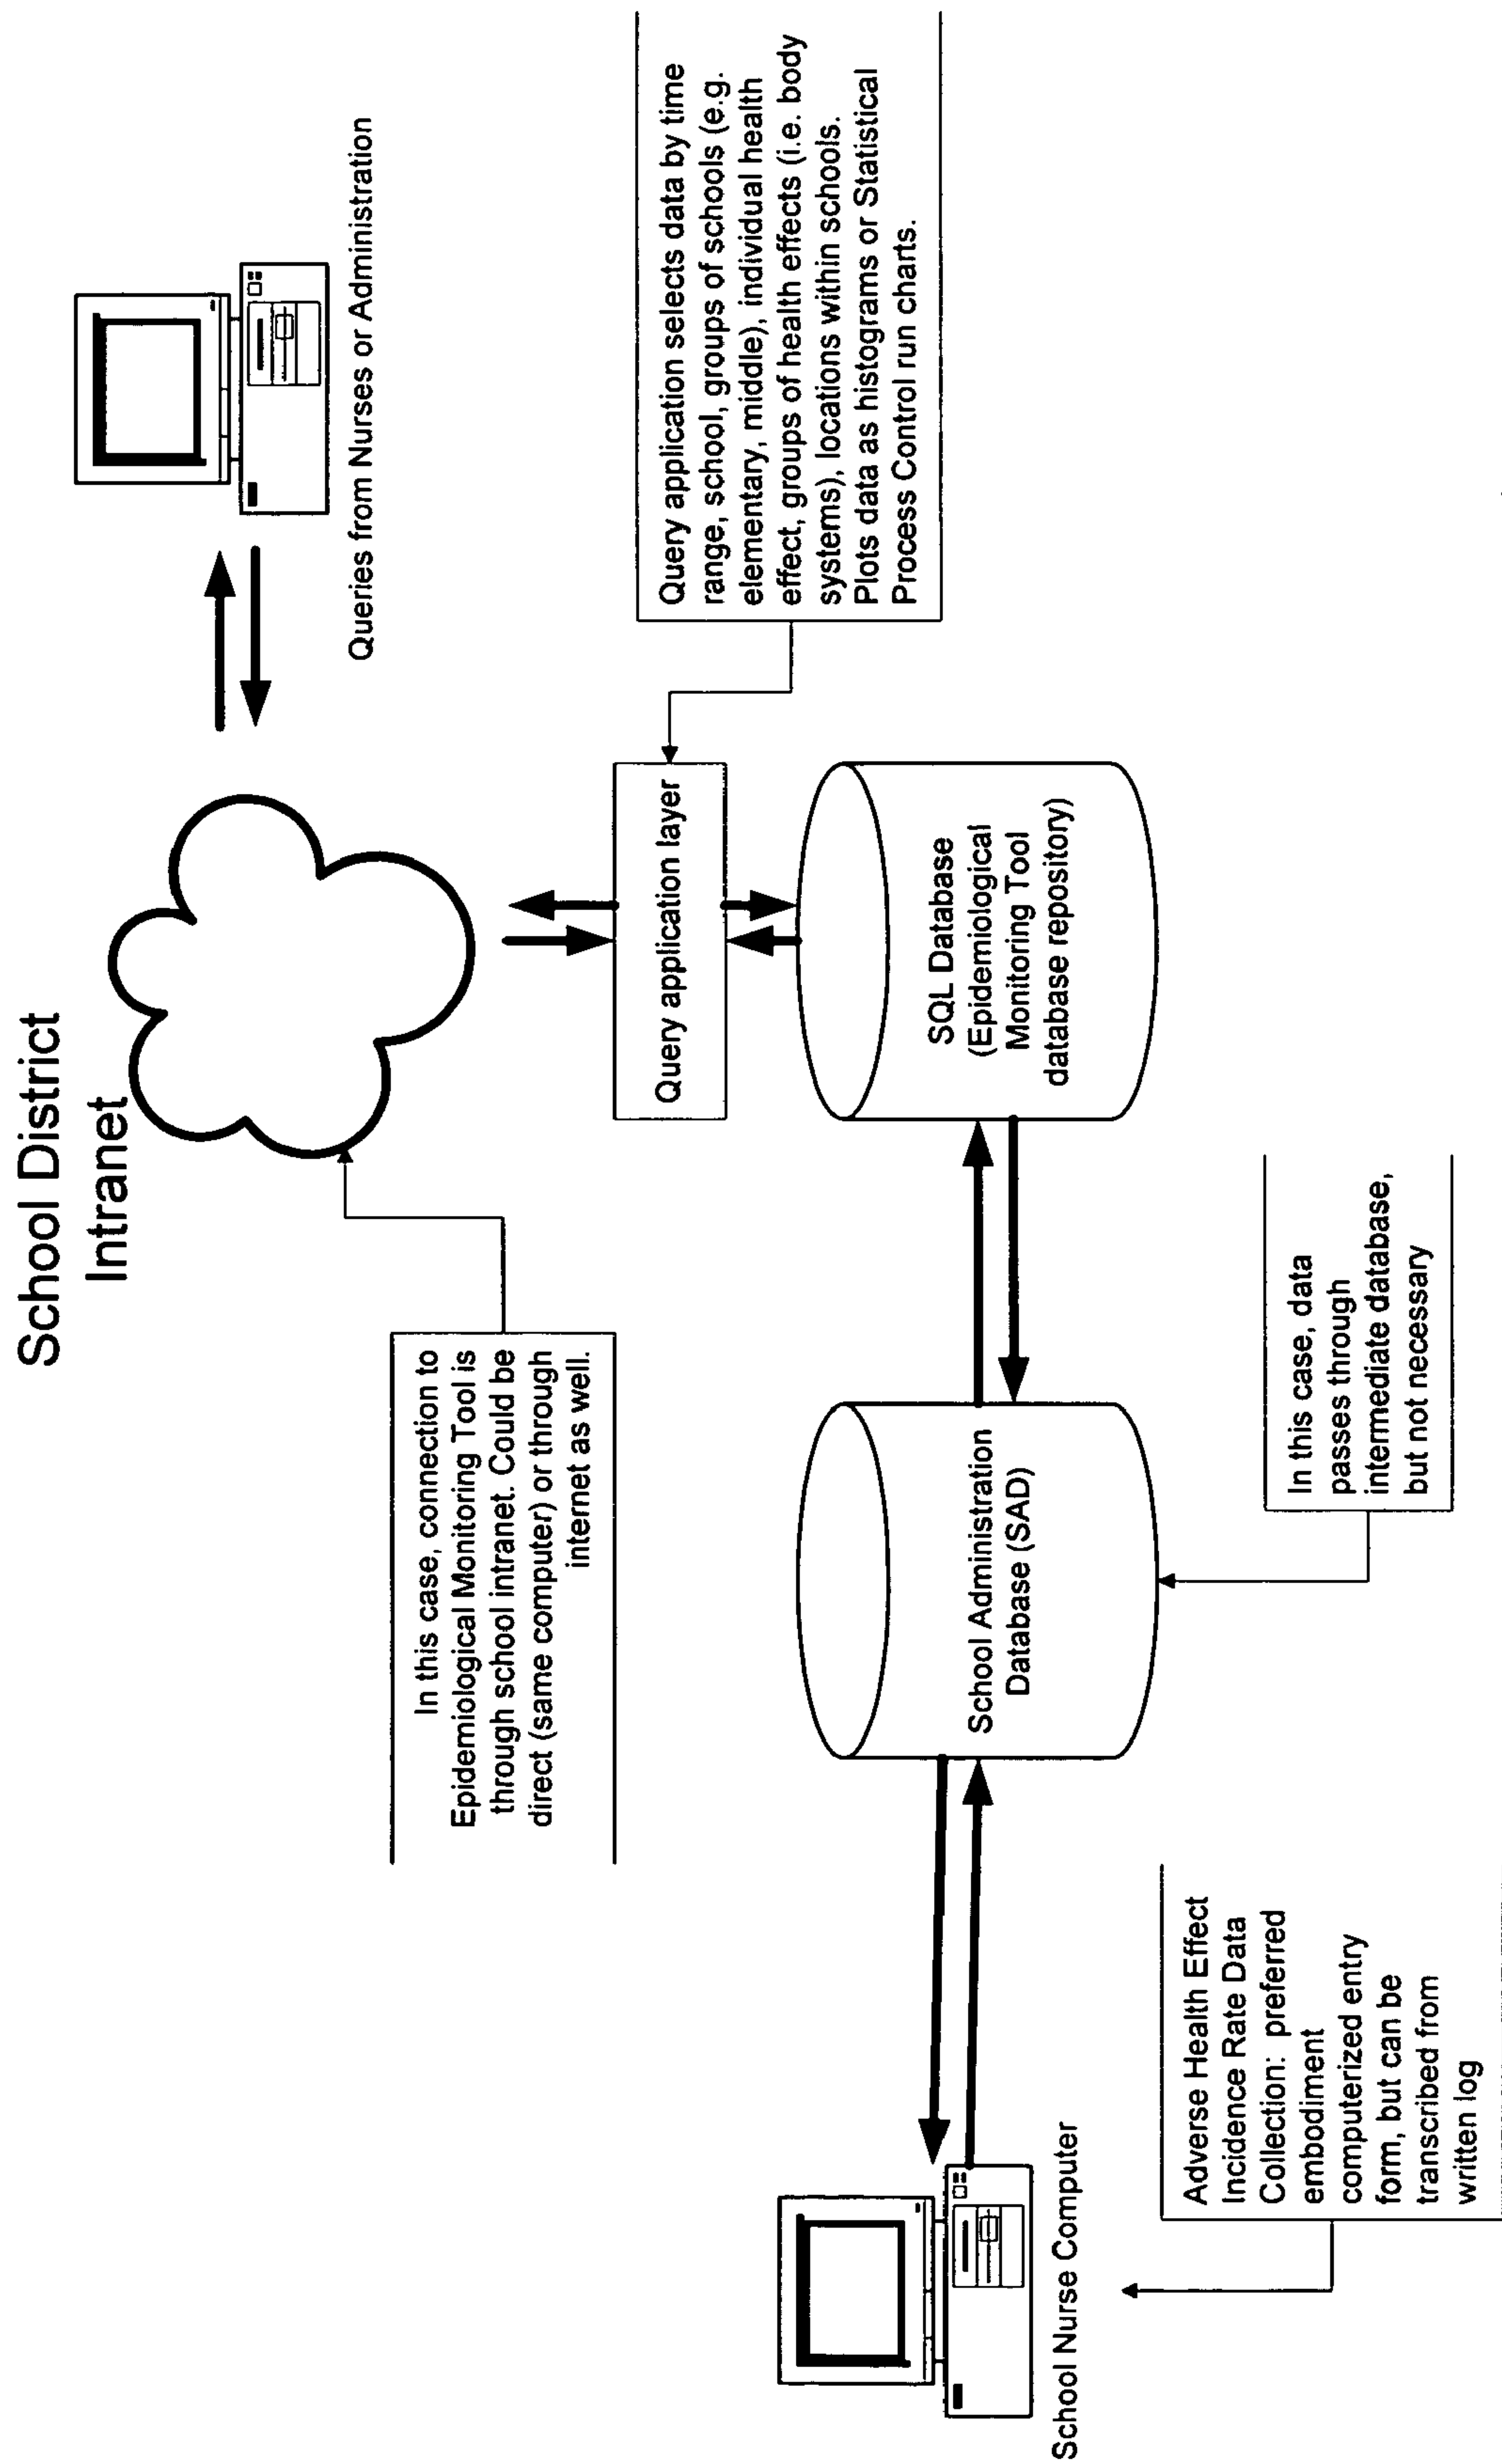 School District
Intranet
Queries from Nurses or Administration
In this case, connection to
Epidemiological Monitoring Tool is
through school intranet. Could be
direct (same computer) or through
internet as well.
Query application layer
Query application selects data by time
range, school, groups of schools (e.g.
elementary, middle), individual health
effect, groups of health effects (i.e. body
systems), locations within schools.
Plots data as histograms or Statistical
Process Control run charts.
School Nurse Computer
School Administration
Database (SAD)
SQL Database
(Epidemiological
Monitoring Tool
database repository)
Adverse Health Effect
Incidence Rate Data
Collection: preferred
embodiment
computerized entry
form, but can be
transcribed from
written log
In this case, data
passes through
intermediate database,
but not necessary